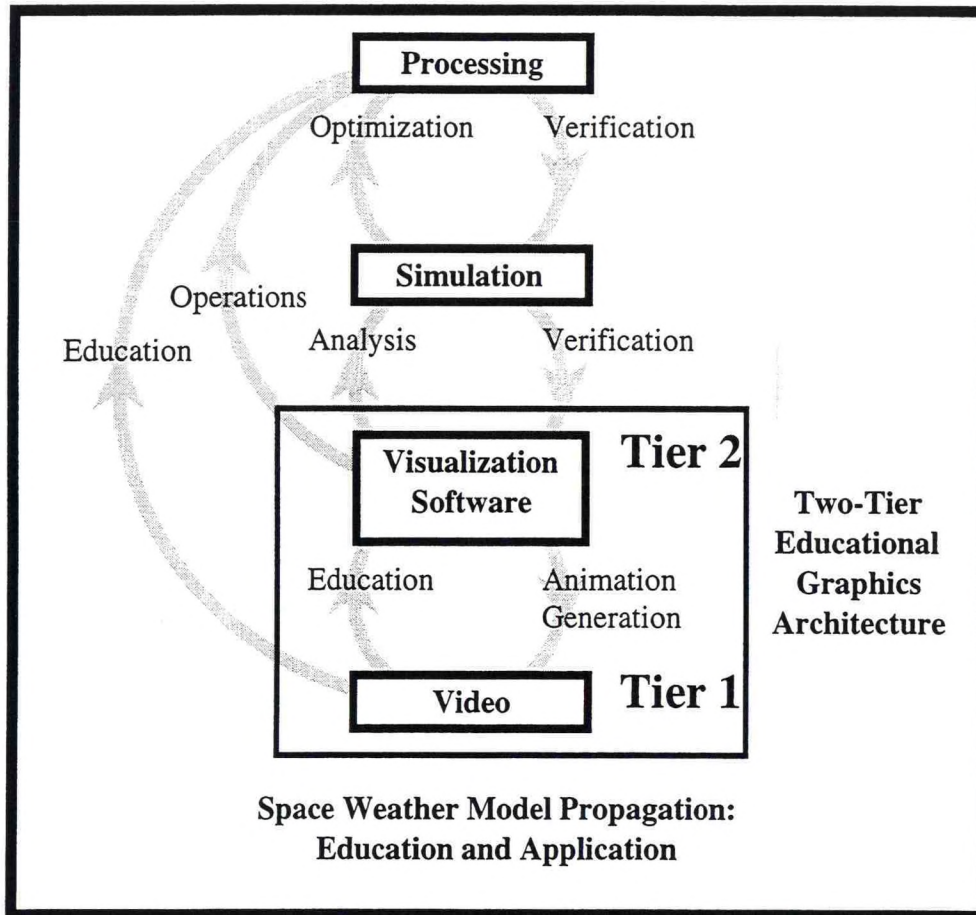 Processing
Optimization
Verification
Simulation
Operations
Analysis
Verification
Education
Visualization
Software
Tier 2
Two-Tier
Educational
Graphics
Architecture
Education
Animation
Generation
Video
Tier 1
Space Weather Model Propagation:
Education and Application